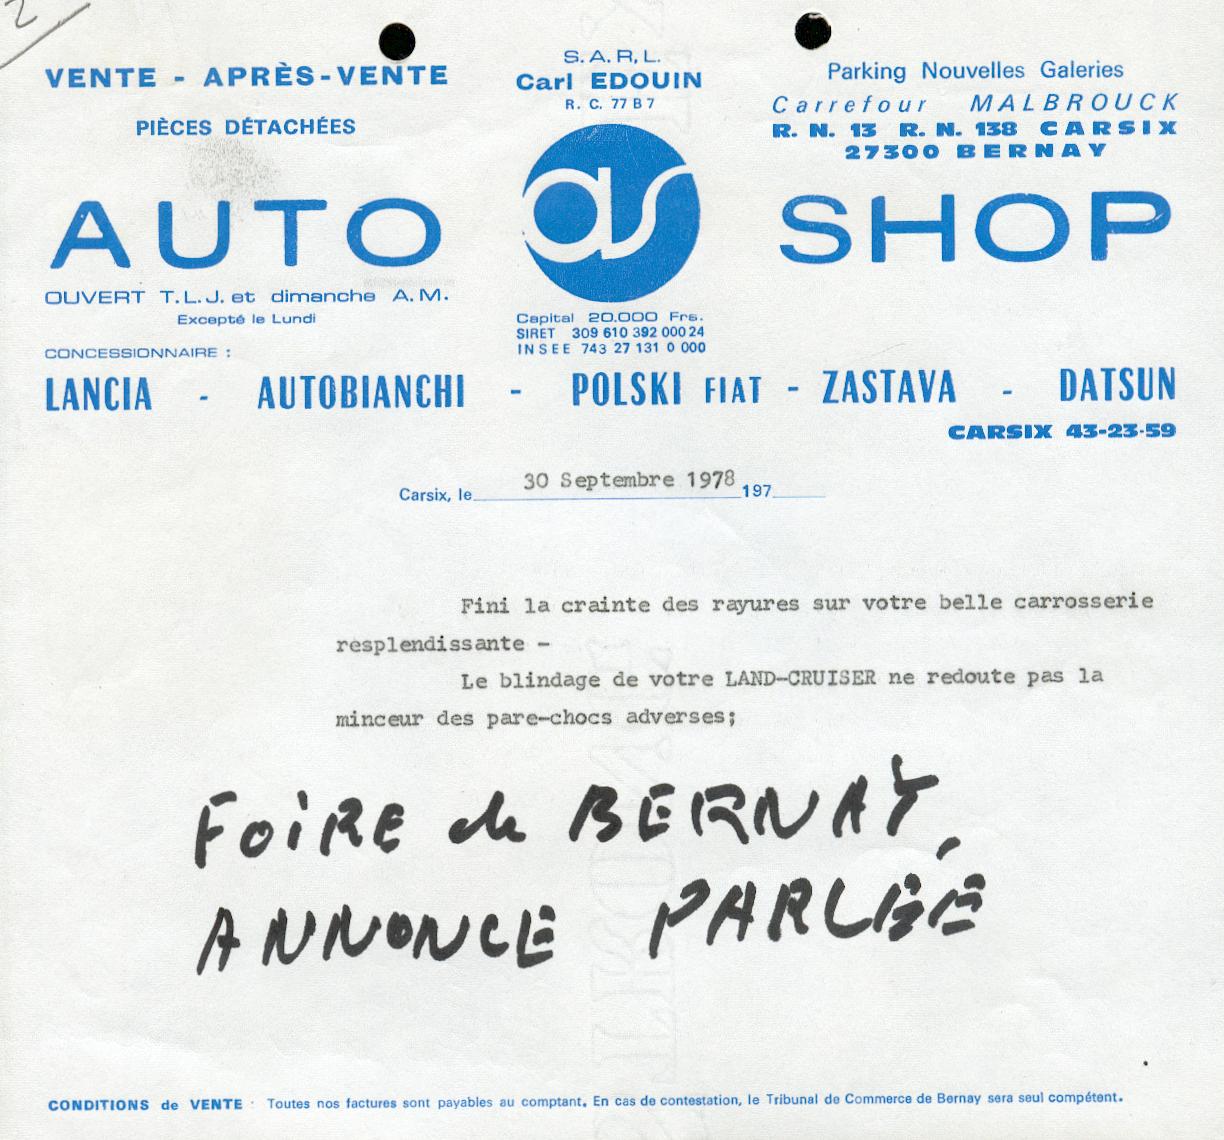 2
VENTE - APRÈS-VENTE
PIÈCES DÉTACHÉES
S.A.R,L.
Carl EDOUIN
R. C. 77 B 7
Parking Nouvelles Galeries
Carrefour MALBROUCK
R. N. 13 R. N. 138 CARSIX
27300 BERNAY
AUTO as SHOP
OUVERT T.L.J. et dimanche A.M.
Excepté le Lundi
Capital 20.000 Frs.
SIRET 309 610 392 000 24
INSEE 743 27 131 0 000
CONCESSIONNAIRE :
LANCIA - AUTOBIANCHI - POLSKI FIAT - ZASTAVA - DATSUN
CARSIX 43-23-59
Carsix, le 30 Septembre 1978 197
Fini la crainte des rayures sur votre belle carrosserie
resplendissante -
Le blindage de votre LAND-CRUISER ne redoute pas la
minceur des pare-chocs adverses;
FOIRE de BERNAY,
ANNONCE PARLÉE
CONDITIONS de VENTE : Toutes nos factures sont payables au comptant. En cas de contestation, le Tribunal de Commerce de Bernay sera seul compétent.